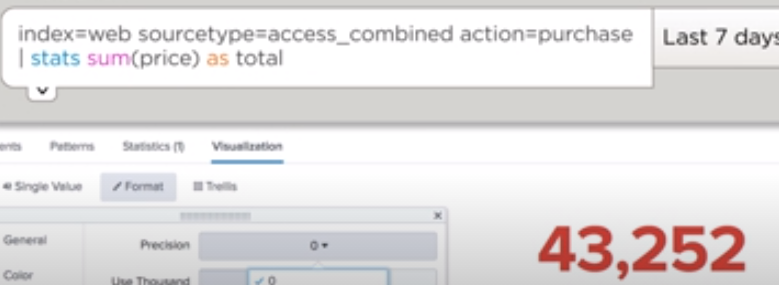 index=web sourcetype=access_combined action=purchase
| stats sum(price) as total
Last 7 days
ents Patterns Statistics (1) Visualization
Single Value Format Trellis
General
Precision 0
43,252
Color
Use Thousand 0